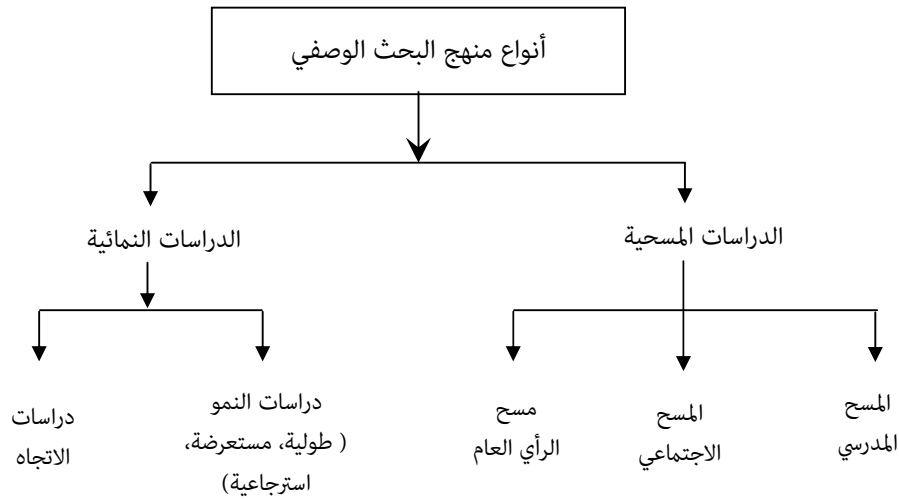 أنواع منهج البحث الوصفي
الدراسات المسحية
الدراسات النمائية
المسح
المدرسي
المسح
الاجتماعي
مسح
الرأي العام
دراسات النمو
( طولية، مستعرضة،
استرجاعية)
دراسات
الاتجاه